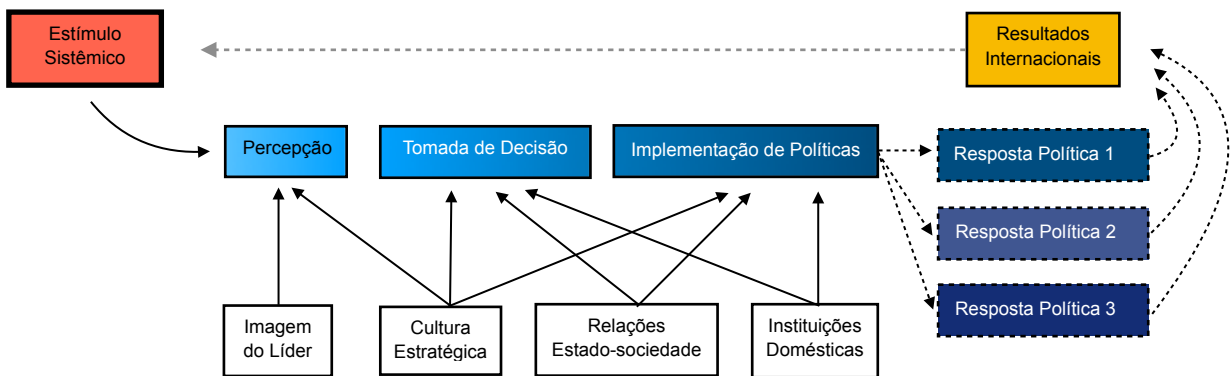 Estímulo
Sistêmico
Resultados
Internacionais
Percepção
Tomada de Decisão
Implementação de Políticas
Resposta Política 1
Resposta Política 2
Resposta Política 3
Imagem
do Líder
Cultura
Estratégica
Relações
Estado-sociedade
Instituições
Domésticas